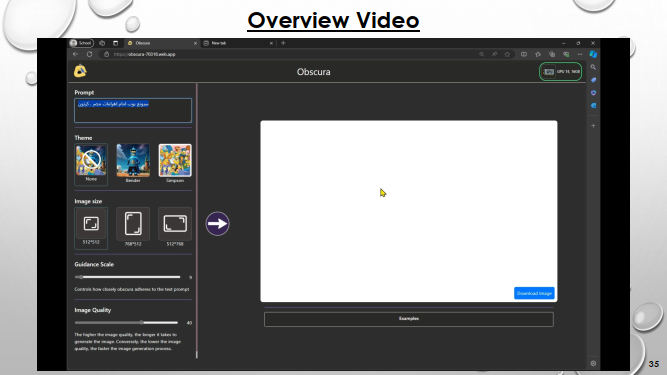 Overview Video
School
Obscura
New tab
https://obscura-70318.web.app
Obscura
GPU T4, 16GB
Prompt
سبونج بوب امام اهرامات مصر , كرتون
Theme
None
Bender
Simpson
Image size
512*512
768*512
512*768
Guidance Scale
9
Controls how closely obscura adheres to the text prompt
Image Quality
40
The higher the image quality, the longer it takes to
generate the image. Conversely, the lower the image
quality, the faster the image generation process.
Download Image
Examples
35